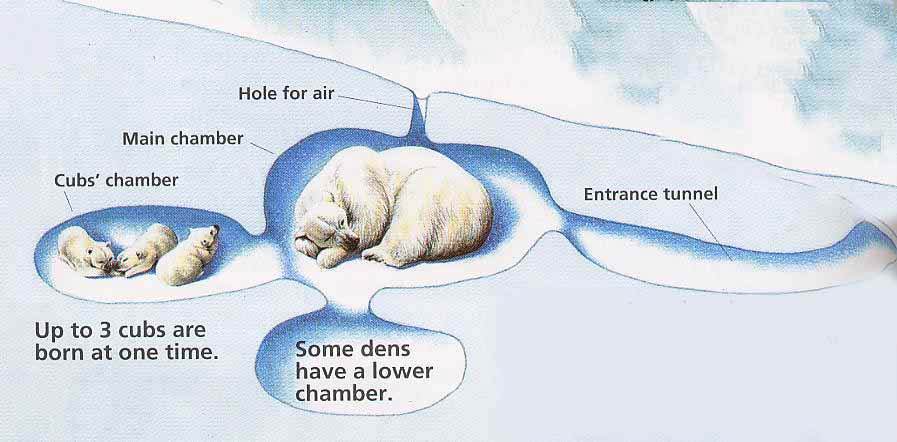 Hole for air
Main chamber
Cubs' chamber
Entrance tunnel
Up to 3 cubs are
born at one time.
Some dens
have a lower
chamber.